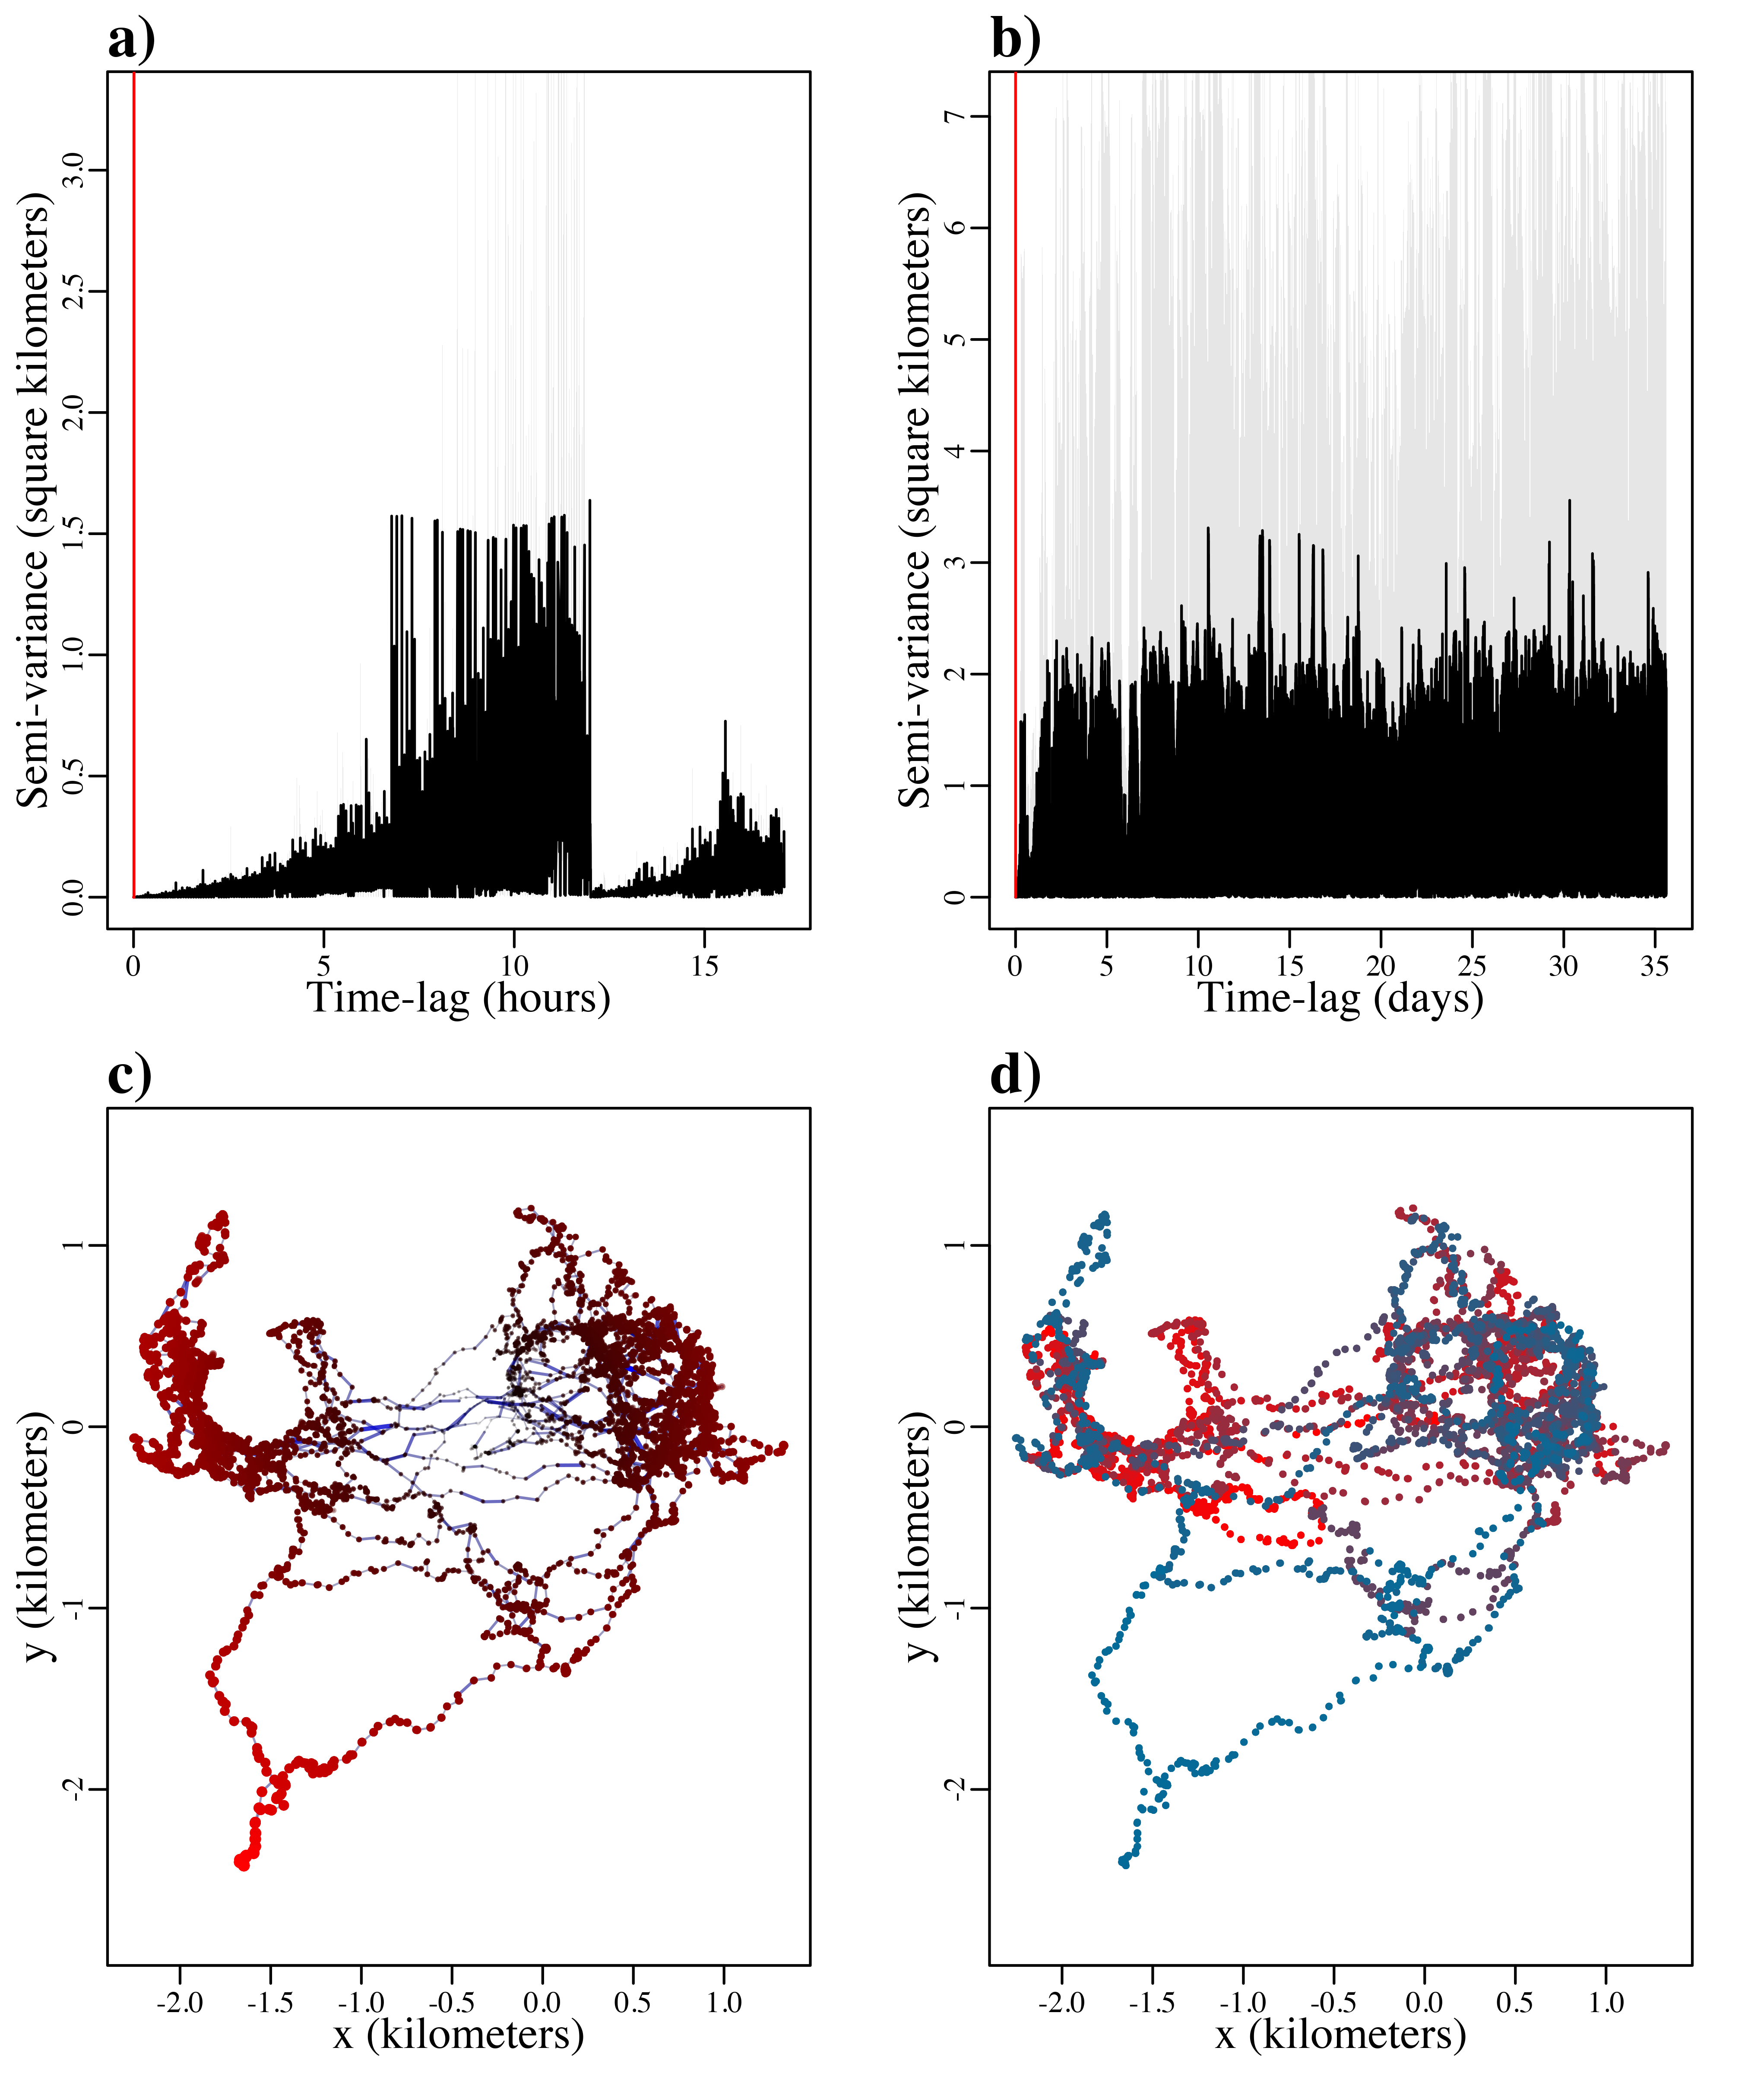 a)
Semi-variance (square kilometers)
0.0 0.5 1.0 1.5 2.0 2.5 3.0
0 5 10 15
Time-lag (hours)
b)
Semi-variance (square kilometers)
0 1 2 3 4 5 6 7
0 5 10 15 20 25 30 35
Time-lag (days)
c)
y (kilometers)
-2 -1 0 1
-2.0 -1.5 -1.0 -0.5 0.0 0.5 1.0
x (kilometers)
d)
y (kilometers)
-2 -1 0 1
-2.0 -1.5 -1.0 -0.5 0.0 0.5 1.0
x (kilometers)